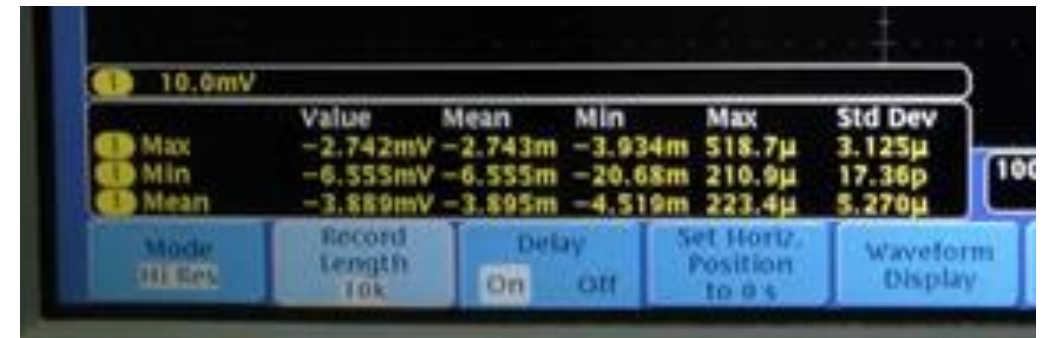 1 10.0mV
Value Mean Min Max Std Dev
1 Max −2.742mV −2.743m −3.934m 518.7μ 3.125μ
1 Min −6.555mV −6.555m −20.68m 210.9μ 17.36p
1 Mean −3.889mV −3.895m −4.519m 223.4μ 5.270μ
100
Mode
Hi Res
Record
Length
10k
Delay
On Off
Set Horiz.
Position
to 0 s
Waveform
Display